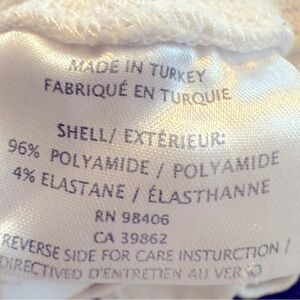 MADE IN TURKEY
FABRIQUÉ EN TURQUIE
SHELL/ EXTÉRIEUR:
96% POLYAMIDE / POLYAMIDE
4% ELASTANE / ÉLASTHANNE
RN 98406
CA 39862
REVERSE SIDE FOR CARE INSTURCTION /
DIRECTIVED D'ENTRETIEN AU VERSO